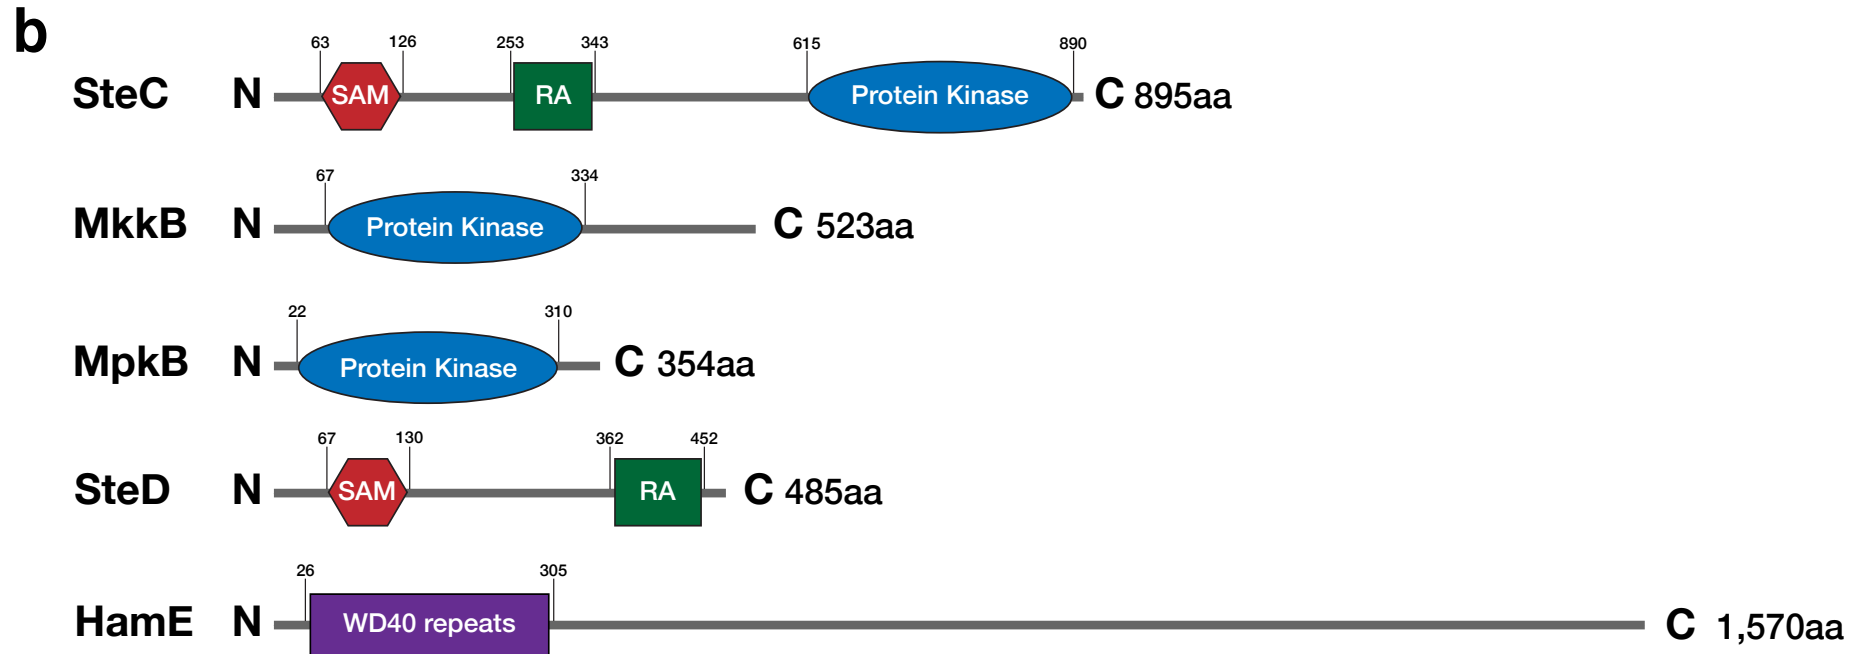 b
63 126 253 343 615 890
SteC N SAM RA Protein Kinase C 895aa
67 334
MkkB N Protein Kinase C 523aa
22 310
MpkB N Protein Kinase C 354aa
67 130 362 452
SteD N SAM RA C 485aa
26 305
HamE N WD40 repeats C 1,570aa